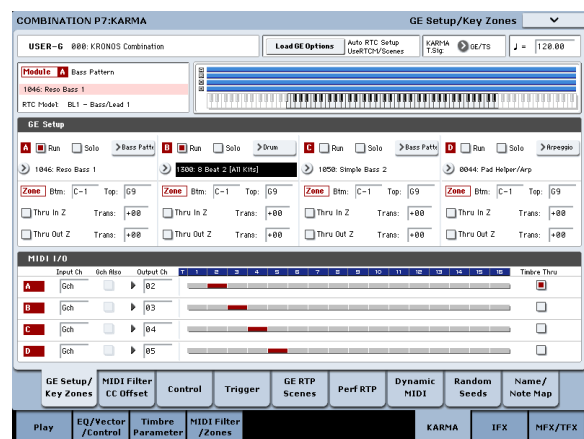 COMBINATION P7:KARMA GE Setup/Key Zones
USER-G 000: KRONOS Combination Load GE Options Auto RTC Setup UseRTCM/Scenes KARMA T.Sig: GE/TS ♩ = 120.00
Module A Bass Pattern
1046: Reso Bass 1
RTC Model: BL1 - Bass/Lead 1
GE Setup
A Run Solo >Bass Patte B Run Solo >Drum C Run Solo >Bass Patte D Run Solo >Arpeggio
1046: Reso Bass 1 1300: 8 Beat 2 [All Kits] 1050: Simple Bass 2 0044: Pad Helper/Arp
Zone Btm: C-1 Top: G9 Zone Btm: C-1 Top: G9 Zone Btm: C-1 Top: G9 Zone Btm: C-1 Top: G9
Thru In Z Trans: +00 Thru In Z Trans: +00 Thru In Z Trans: +00 Thru In Z Trans: +00
Thru Out Z Trans: +00 Thru Out Z Trans: +00 Thru Out Z Trans: +00 Thru Out Z Trans: +00
MIDI I/O
Input Ch Gch Also Output Ch T 1 2 3 4 5 6 7 8 9 10 11 12 13 14 15 16 Timbre Thru
A Gch 02
B Gch 03
C Gch 04
D Gch 05
GE Setup/ Key Zones MIDI Filter CC Offset Control Trigger GE RTP Scenes Perf RTP Dynamic MIDI Random Seeds Name/ Note Map
Play EQ/Vector /Control Timbre Parameter MIDI Filter /Zones KARMA IFX MFX/TFX